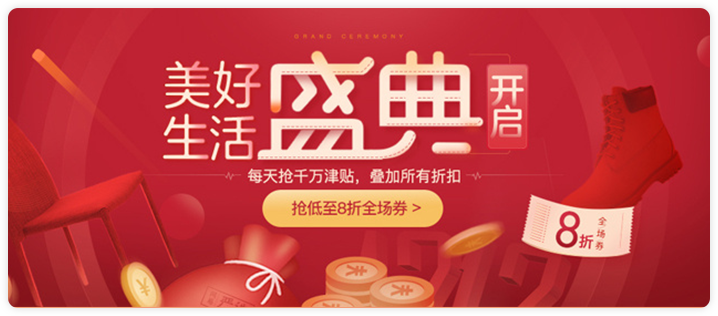 GRAND CEREMONY
美好
生活
盛典
开启
每天抢千万津贴，叠加所有折扣
抢低至8折全场券 >
8折
全场券